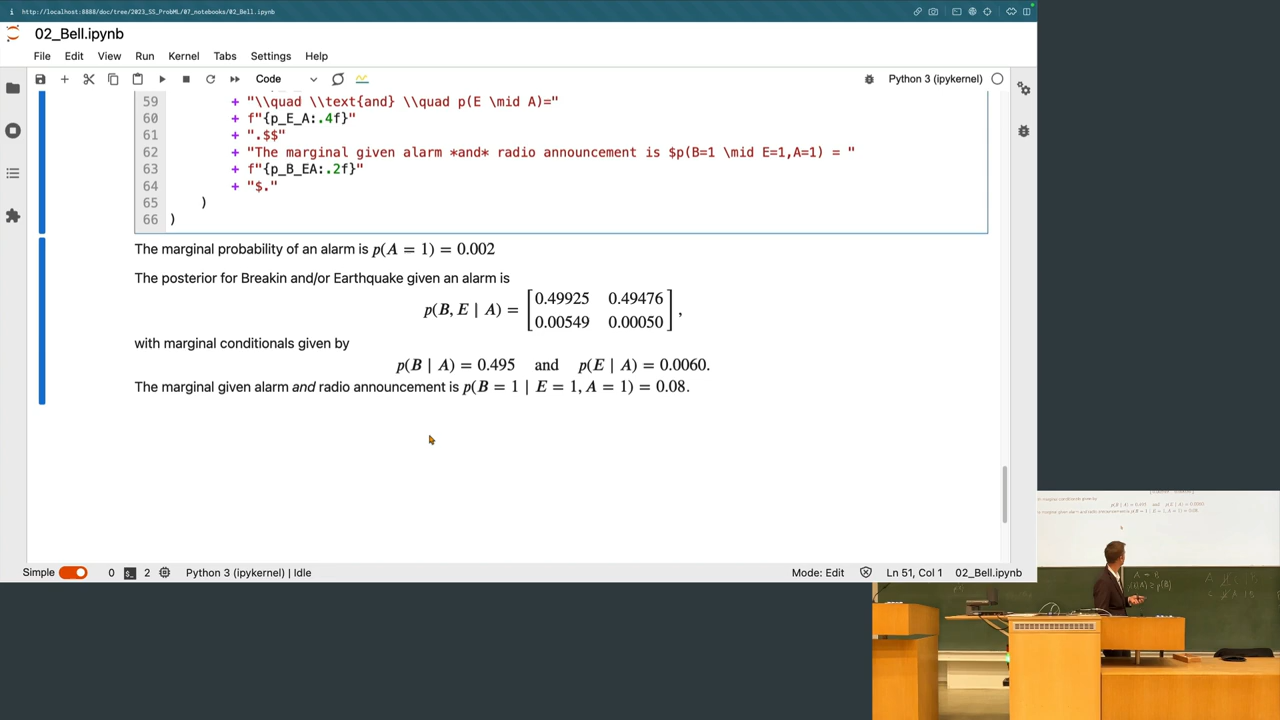 http://localhost:8888/doc/tree/2023_SS_ProbML/07_notebooks/02_Bell.ipynb
02_Bell.ipynb
File Edit View Run Kernel Tabs Settings Help
Code Python 3 (ipykernel)
59 + "\\quad \\text{and} \\quad p(E \mid A)="
60 + f"{p_E_A:.4f}"
61 + ".$$"
62 + "The marginal given alarm *and* radio announcement is $p(B=1 \mid E=1,A=1) = "
63 + f"{p_B_EA:.2f}"
64 + "$."
65 )
66 )
The marginal probability of an alarm is p(A = 1) = 0.002
The posterior for Breakin and/or Earthquake given an alarm is
p(B, E | A) = [0.49925 0.49476
0.00549 0.00050],
with marginal conditionals given by
p(B | A) = 0.495 and p(E | A) = 0.0060.
The marginal given alarm and radio announcement is p(B = 1 | E = 1, A = 1) = 0.08.
Simple 0 2 Python 3 (ipykernel) | Idle Mode: Edit Ln 51, Col 1 02_Bell.ipynb